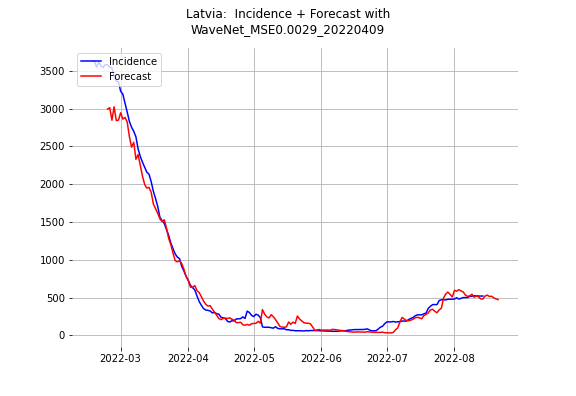 Latvia:  Incidence + Forecast with
WaveNet_MSE0.0029_20220409
Incidence
Forecast
3500
3000
2500
2000
1500
1000
500
0
2022-03 2022-04 2022-05 2022-06 2022-07 2022-08